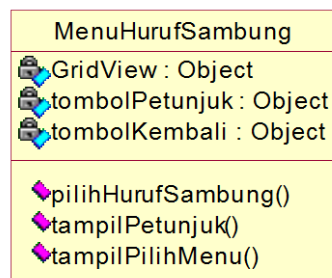 MenuHurufSambung
GridView : Object
tombolPetunjuk : Object
tombolKembali : Object
pilihHurufSambung()
tampilPetunjuk()
tampilPilihMenu()